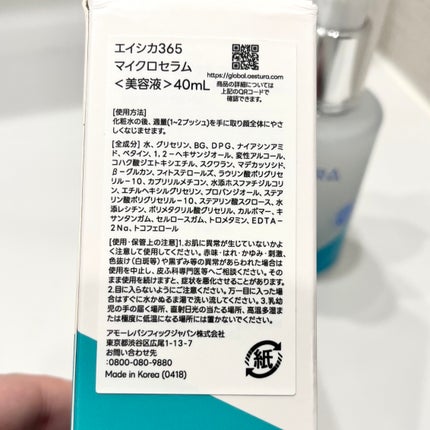 エイシカ365
マイクロセラム
<美容液>40mL
https://global.aestura.com
商品の詳細については
上記のQRコードで
確認できます。
[使用方法]
化粧水の後、適量(1~2プッシュ)を手に取り顔全体にやさ
しくなじませます。
[全成分] 水、グリセリン、BG、DPG、ナイアシンアミ
ド、ベタイン、1,2-ヘキサンジオール、変性アルコール、
コハク酸ジエトキシエチル、スクワラン、マデカッソシド、
β-グルカン、フィトステロールズ、ラウリン酸ポリグリセ
リル-10、カプリリルメチコン、水添ホスファチジルコリ
ン、エチルヘキシルグリセリン、プロパンジオール、ステア
リン酸ポリグリセリル-10、ステアリン酸スクロース、水
添レシチン、ポリメタクリル酸グリセリル、カルボマー、キ
サンタンガム、セルロースガム、トロメタミン、EDTA-
2Na、トコフェロール
[使用・保管上の注意]1.お肌に異常が生じていないかよ
く注意して使用してください。赤味・はれ・かゆみ・刺激、
色抜け(白斑等)や黒ずみ等の異常があらわれた場合は
使用を中止し、皮ふ科専門医等へご相談ください。そのま
ま使用を続けますと、症状を悪化させることがあります。
2.目に入らないようにご注意ください。万一目に入った場
合はすぐに水かぬるま湯で洗い流してください。3.乳幼
児の手の届く場所、直射日光の当たる場所、高温多湿ま
たは極度に低温になる場所には置かないでください。
アモーレパシフィックジャパン株式会社
東京都渋谷区広尾1-13-7
お問い合わせ
:0800-080-9880
Made in Korea (0418)
紙